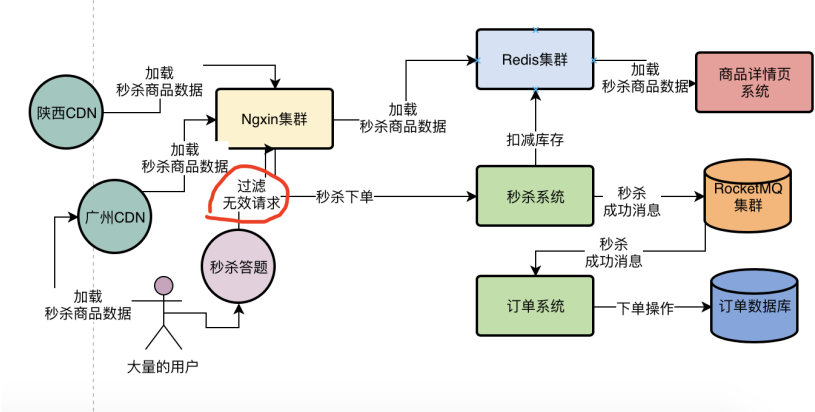 加载
秒杀商品数据
陕西CDN
Ngxin集群
加载
秒杀商品数据
Redis集群
加载
秒杀商品数据
商品详情页
系统
加载
秒杀商品数据
广州CDN
过滤
无效请求
秒杀下单
扣减库存
秒杀系统
秒杀
成功消息
RocketMQ
集群
秒杀
成功消息
秒杀答题
加载
秒杀商品数据
大量的用户
订单系统
下单操作
订单数据库